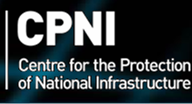 CPNI
Centre for the Protection
of National Infrastructure